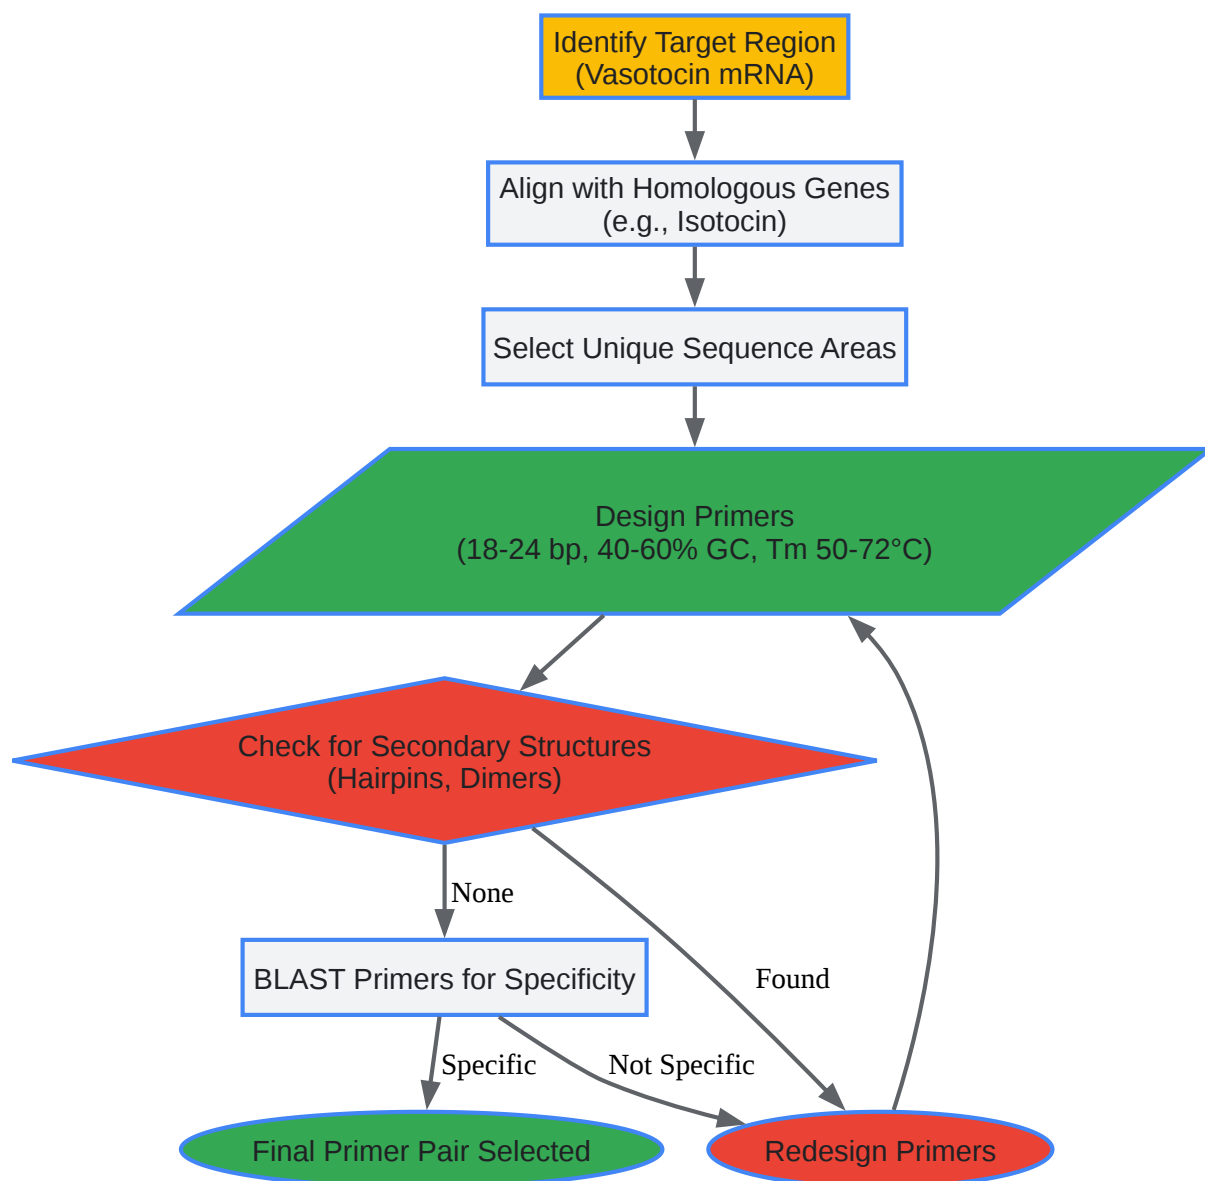 Identify Target Region
(Vasotocin mRNA)
Align with Homologous Genes
(e.g., Isotocin)
Select Unique Sequence Areas
Design Primers
(18-24 bp, 40-60% GC, Tm 50-72°C)
Check for Secondary Structures
(Hairpins, Dimers)
None
BLAST Primers for Specificity
Found
Specific
Not Specific
Final Primer Pair Selected
Redesign Primers